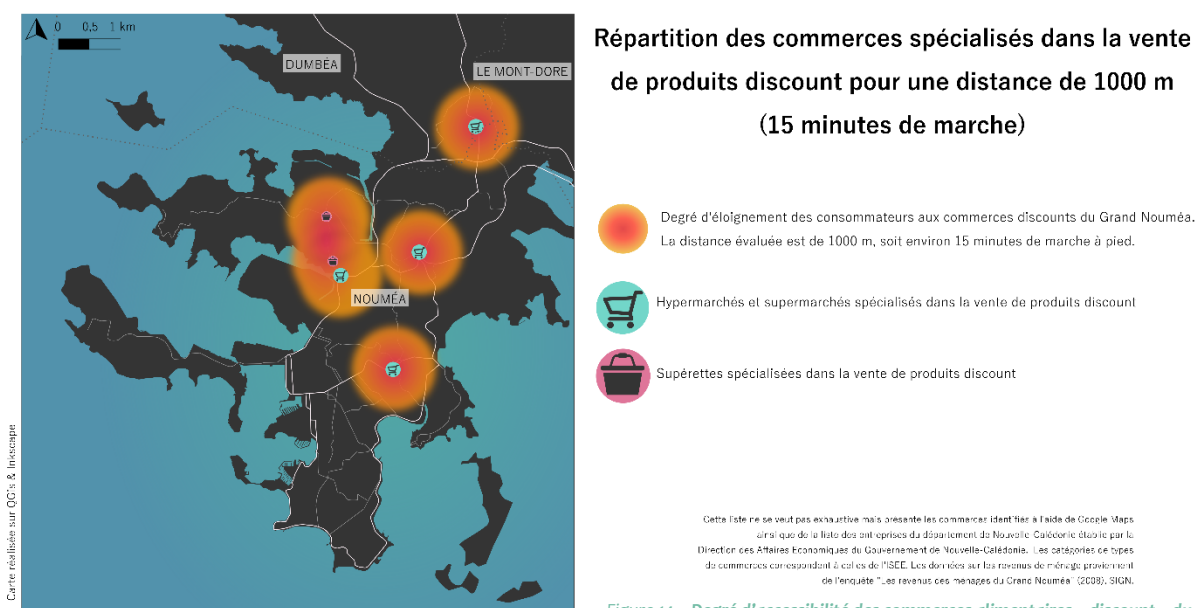 0 0,5 1 km
DUMBÉA
LE MONT-DORE
NOUMÉA
Carte réalisée sur QG's & Inkscape
Répartition des commerces spécialisés dans la vente
de produits discount pour une distance de 1000 m
(15 minutes de marche)
Degré d'éloignement des consommateurs aux commerces discounts du Grand Nouméa.
La distance évaluée est de 1000 m, soit environ 15 minutes de marche à pied.
Hypermarchés et supermarchés spécialisés dans la vente de produits discount
Supérettes spécialisées dans la vente de produits discount
Cette liste ne se veut pas exhaustive mais présente les commerces identifiés à l'aide de Google Maps
ainsi que de la liste des entreprises du département de Nouvelle-Calédonie établie par la
Direction des Affaires Economiques du Gouvernement de Nouvelle-Calédonie. Les catégories de types
de commerces correspondent à celles de l'ISEE. Les données sur les revenus de ménage proviennent
de l'enquête "Les revenus des ménages du Grand Nouméa" (2008). SIGN.